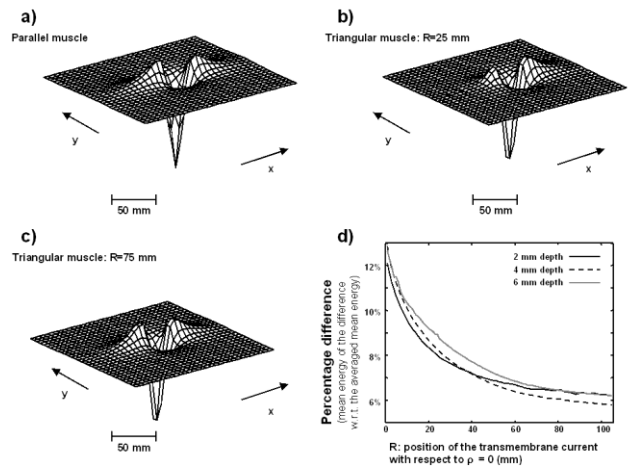 a)
Parallel muscle
y
x
50 mm
b)
Triangular muscle: R=25 mm
y
x
50 mm
c)
Triangular muscle: R=75 mm
y
x
50 mm
d)
Percentage difference
(mean energy of the difference
w.r.t. the averaged mean energy)
12%
10%
8%
6%
2 mm depth
4 mm depth
6 mm depth
0 20 40 60 80 100
R: position of the transmembrane current
with respect to ρ = 0 (mm)